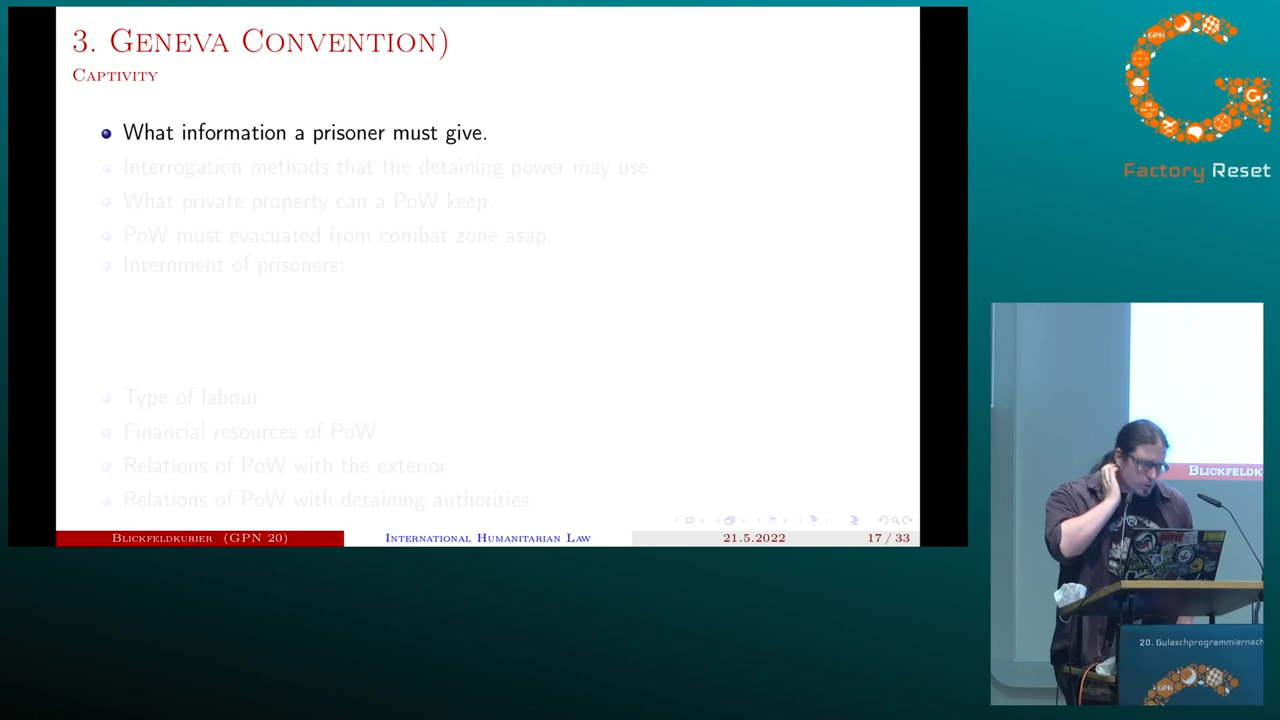 3. Geneva Convention)
Captivity
What information a prisoner must give.
Interrogation methods that the detaining power may use.
What private property can a PoW keep.
PoW must evacuated from combat zone asap.
Internment of prisoners:
Type of labour
Financial resources of PoW
Relations of PoW with the exterior
Relations of PoW with detaining authorities
Blickfeldkurier (GPN 20)
International Humanitarian Law
21.5.2022
17 / 33
GPN
G
Factory Reset
Blickfeldk
20. Gulaschprogrammiernach
GPN